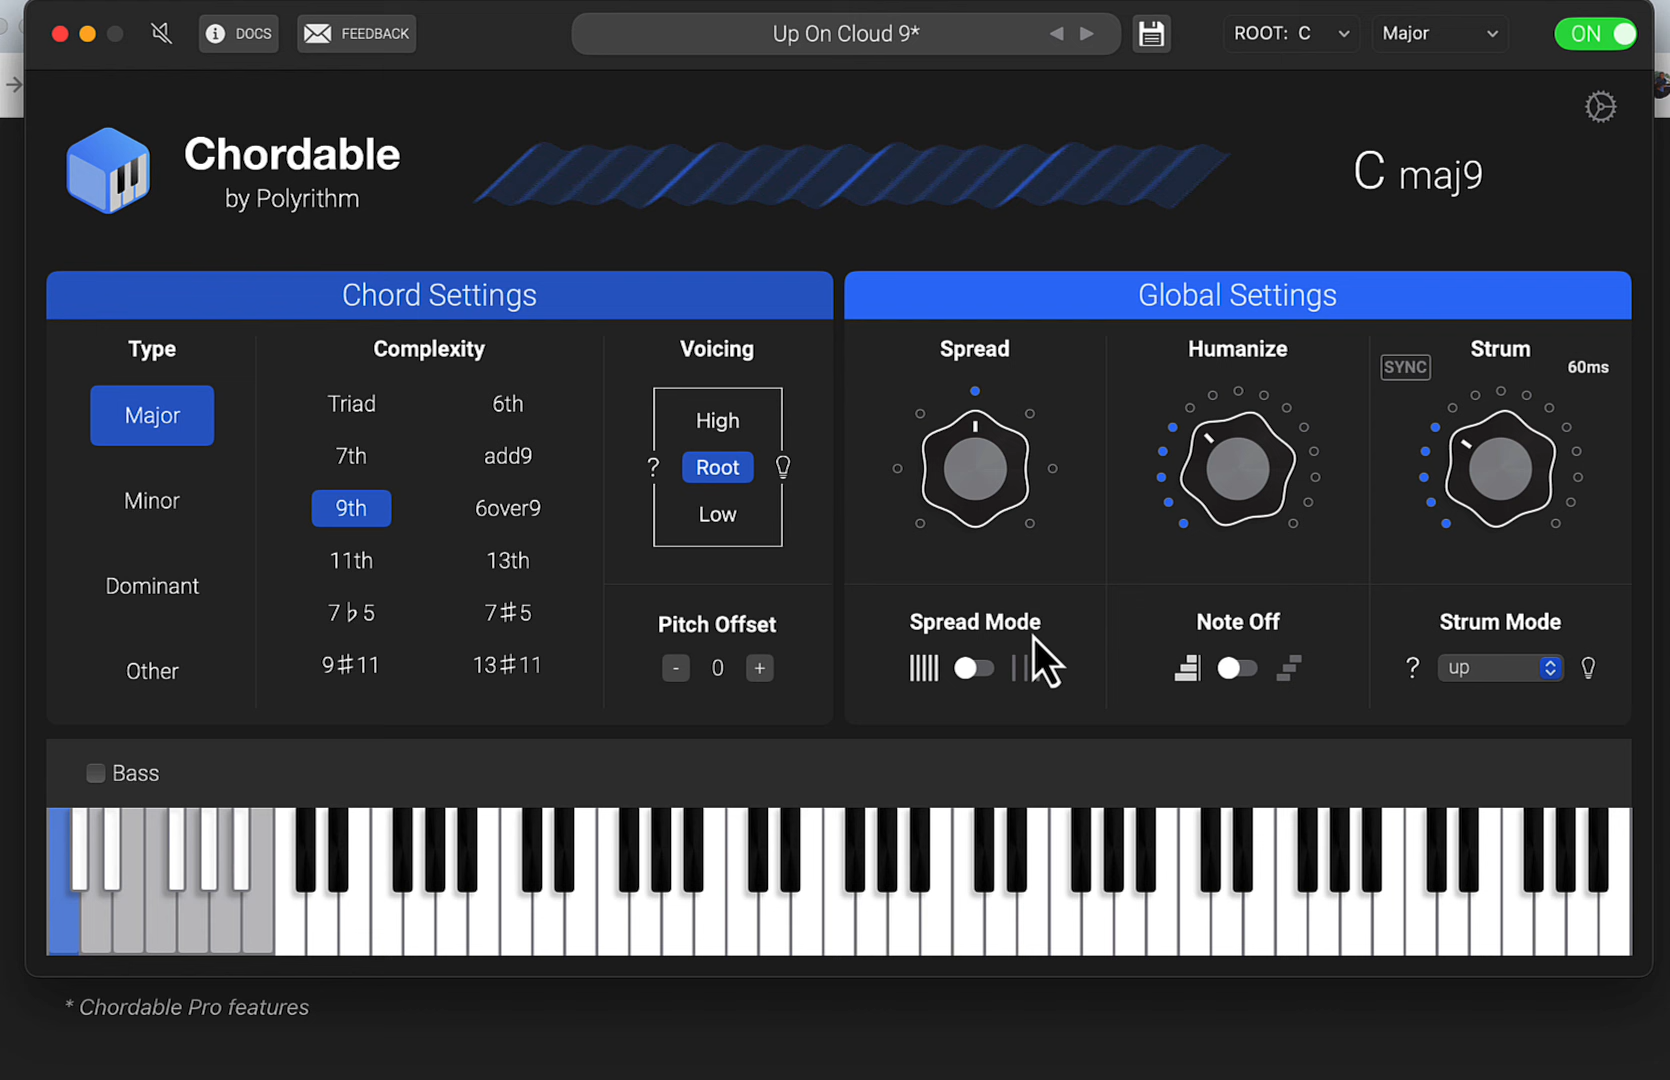 DOCS
FEEDBACK
Up On Cloud 9*
ROOT: C
Major
ON
Chordable
by Polyrithm
C maj9
Chord Settings
Global Settings
Type
Complexity
Voicing
Spread
Humanize
Strum
SYNC
60ms
Major
Minor
Dominant
Other
Triad
6th
7th
add9
9th
6over9
11th
13th
7♭5
7♯5
9♯11
13♯11
High
? Root
Low
Pitch Offset
- 0 +
Spread Mode
Note Off
Strum Mode
? up
Bass
* Chordable Pro features